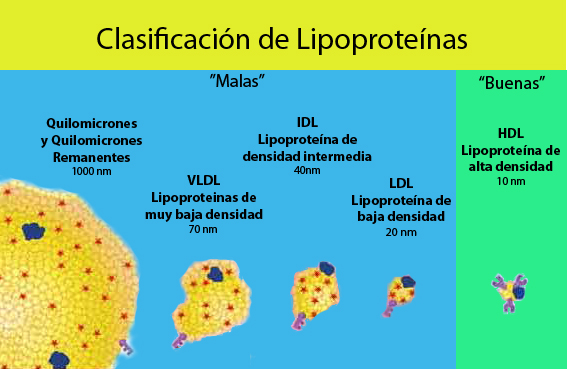 Clasificación de Lipoproteínas
"Malas"
"Buenas"
Quilomicrones
y Quilomicrones
Remanentes
1000 nm
VLDL
Lipoproteinas de
muy baja densidad
70 nm
IDL
Lipoproteína de
densidad intermedia
40nm
LDL
Lipoproteína de
baja densidad
20 nm
HDL
Lipoproteína de
alta densidad
10 nm